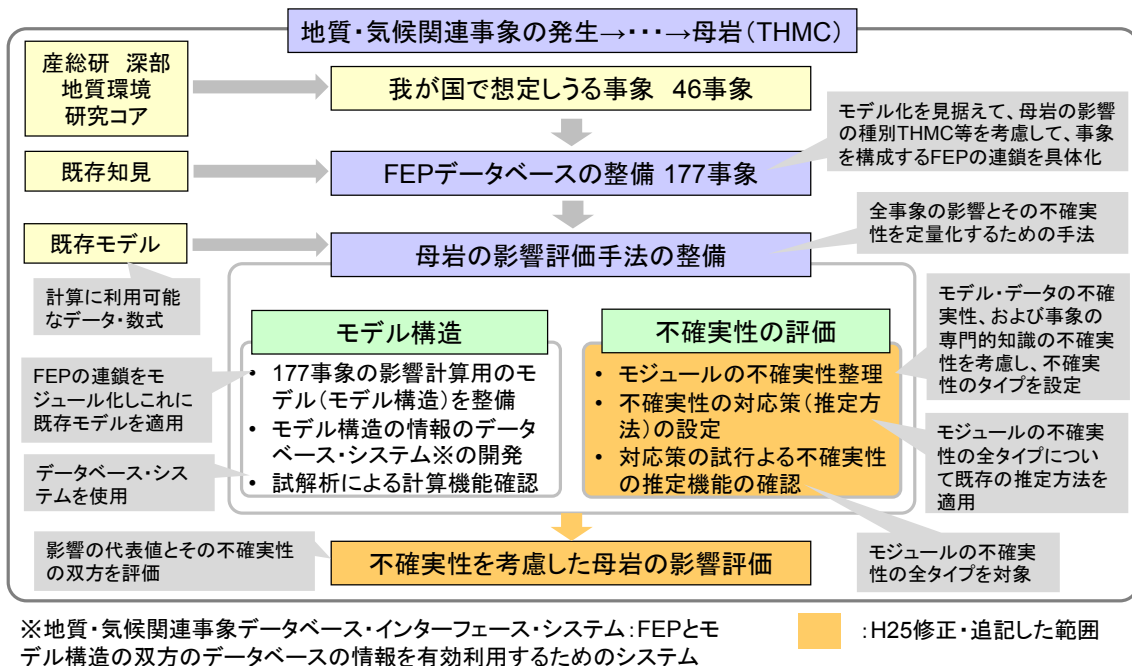 地質・気候関連事象の発生→・・・→母岩(THMC)
産総研　深部
地質環境
研究コア
我が国で想定しうる事象　46事象
モデル化を見据えて、母岩の影響
の種別THMC等を考慮して、事象
を構成するFEPの連鎖を具体化
既存知見
FEPデータベースの整備 177事象
全事象の影響とその不確実
性を定量化するための手法
既存モデル
母岩の影響評価手法の整備
計算に利用可能
なデータ・数式
モデル・データの不確
実性、および事象の
専門的知識の不確実
性を考慮し、不確実
性のタイプを設定
モデル構造
• 177事象の影響計算用のモ
デル(モデル構造)を整備
• モデル構造の情報のデータ
ベース・システム※の開発
• 試解析による計算機能確認
不確実性の評価
• モジュールの不確実性整理
• 不確実性の対応策(推定方
法)の設定
• 対応策の試行よる不確実性
の推定機能の確認
FEPの連鎖をモ
ジュール化しこれに
既存モデルを適用
モジュールの不確実
性の全タイプについ
て既存の推定方法を
適用
データベース・シス
テムを使用
影響の代表値とその不確実性
の双方を評価
不確実性を考慮した母岩の影響評価
モジュールの不確実
性の全タイプを対象
※地質・気候関連事象データベース・インターフェース・システム：FEPとモ
デル構造の双方のデータベースの情報を有効利用するためのシステム
：H25修正・追記した範囲